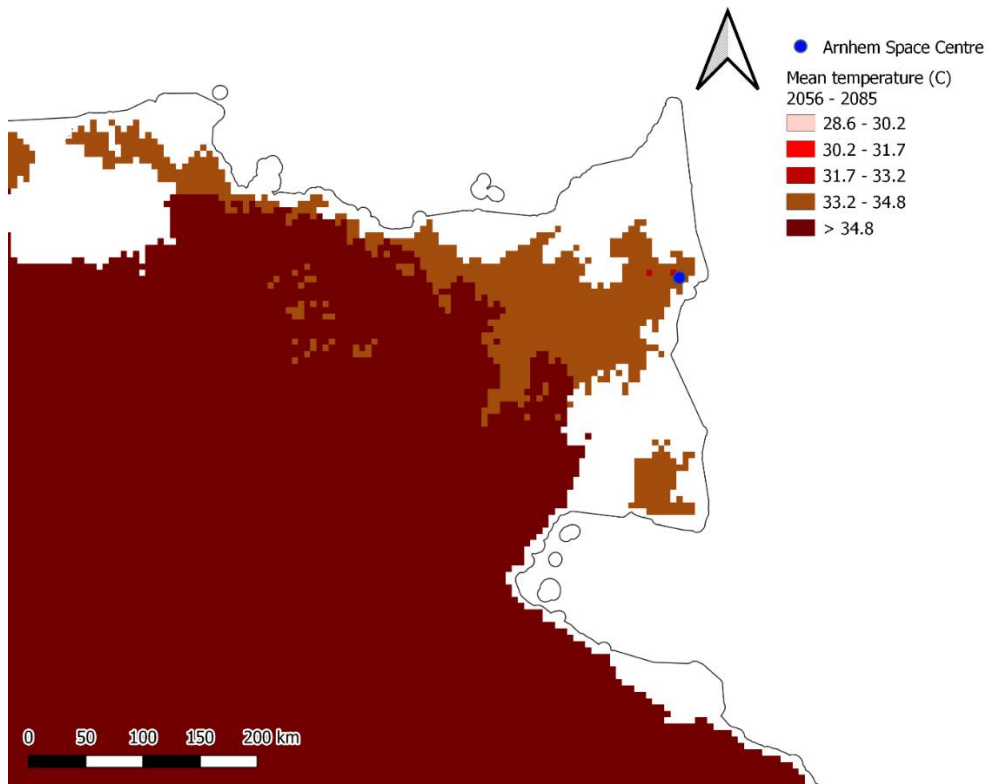 Arnhem Space Centre
Mean temperature (C)
2056 - 2085
28.6 - 30.2
30.2 - 31.7
31.7 - 33.2
33.2 - 34.8
> 34.8
0 50 100 150 200 km